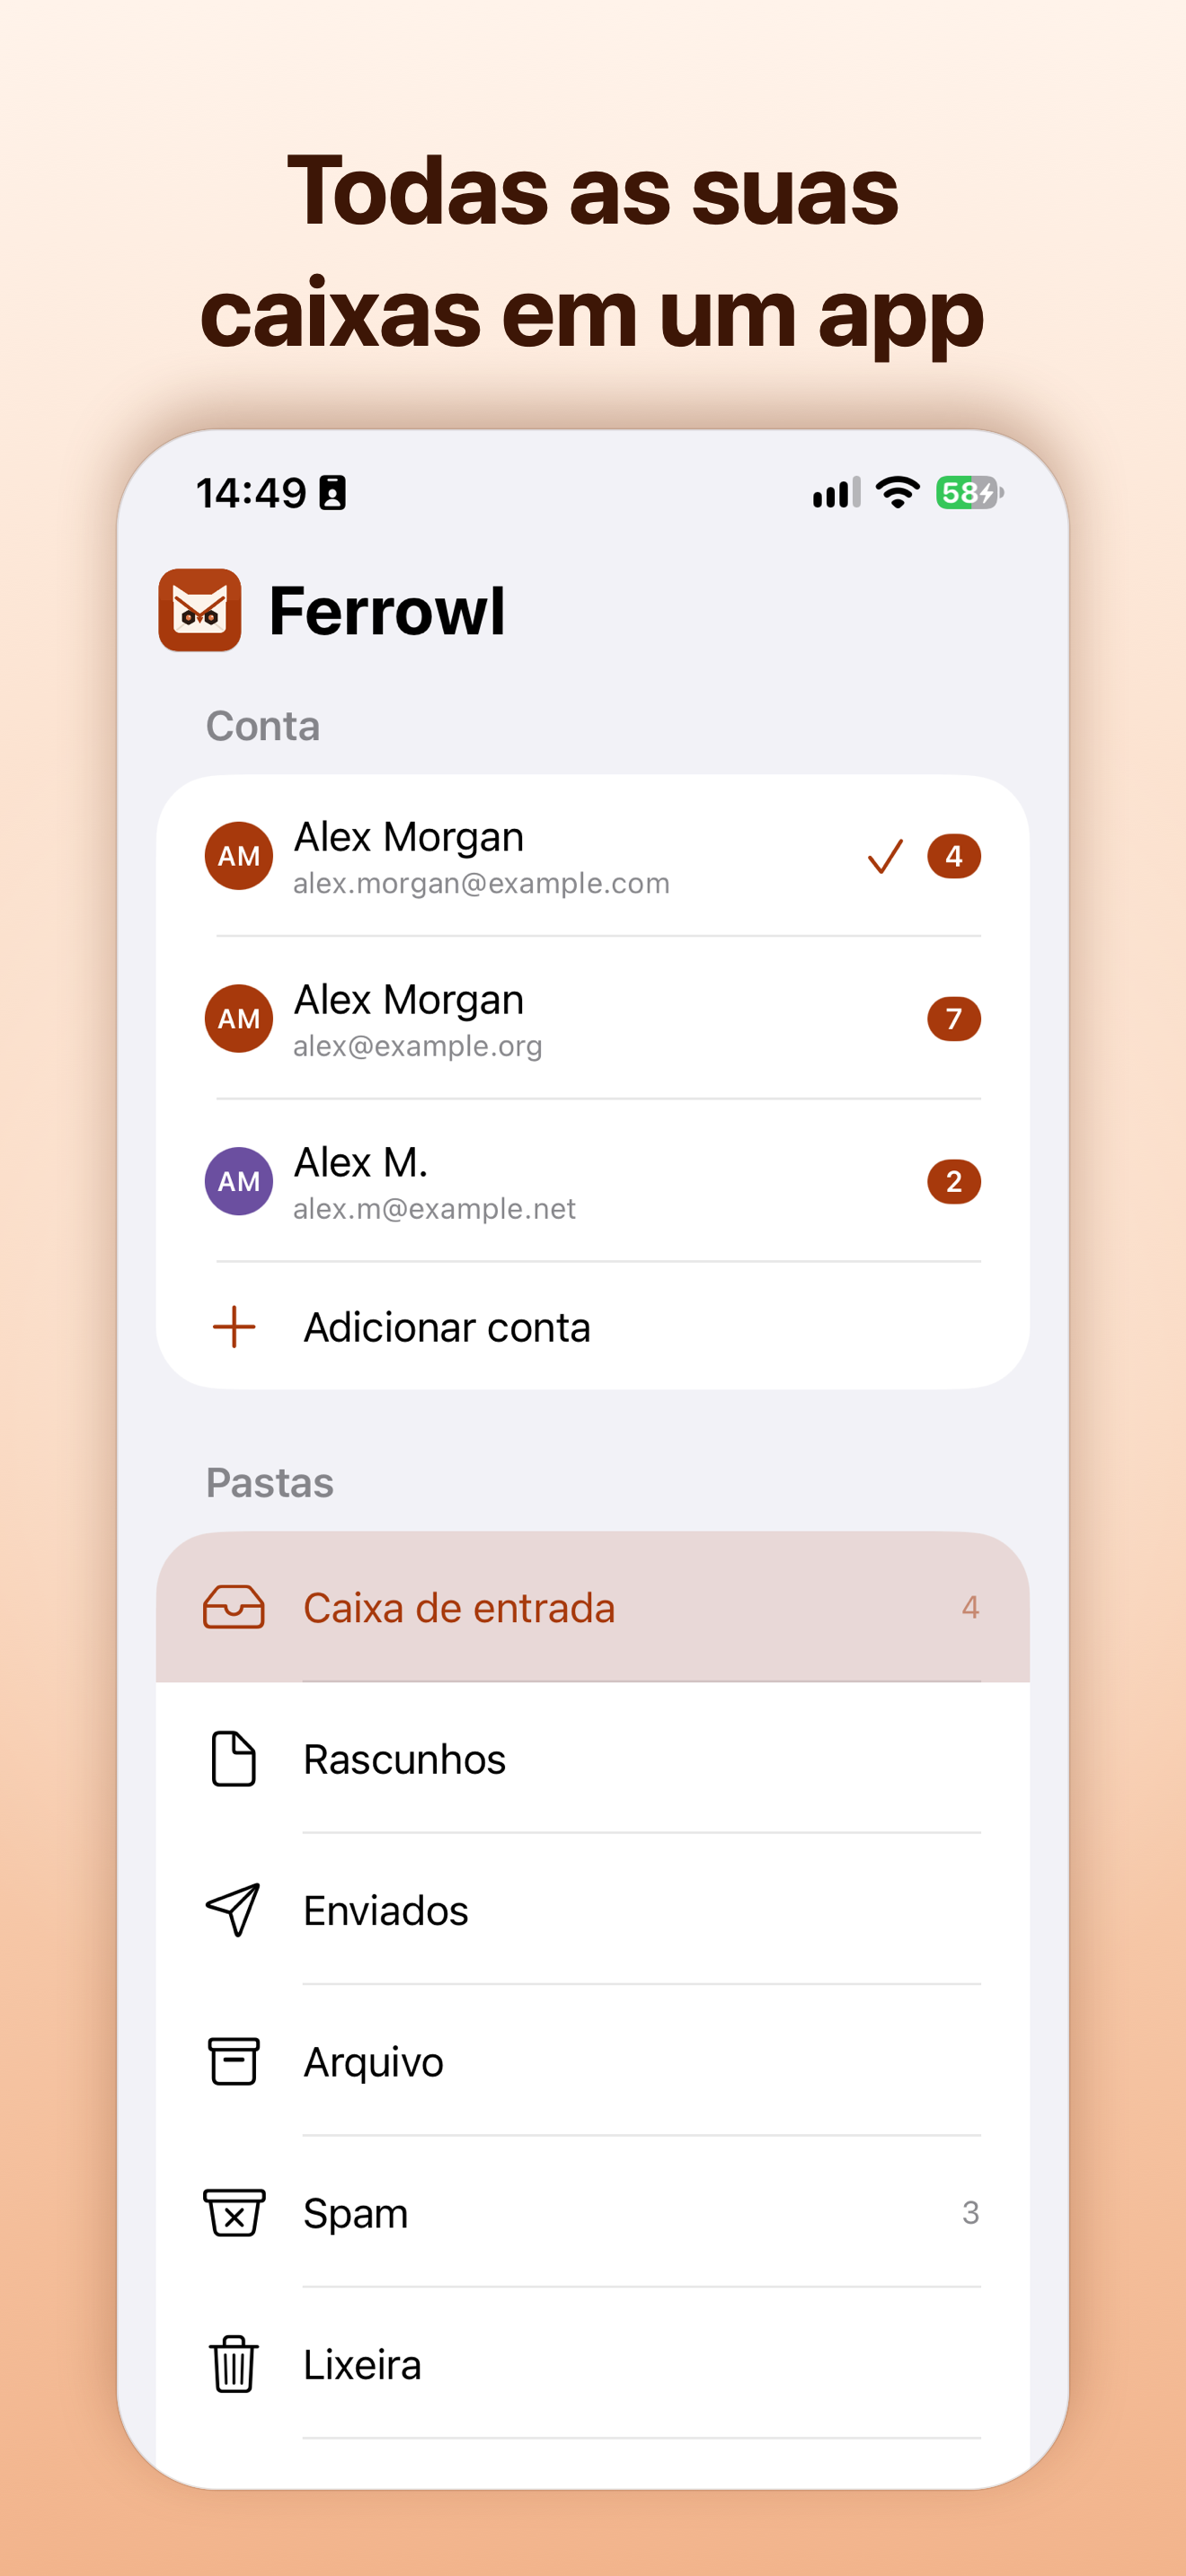 Todas as suas
caixas em um app
14:49
58
Ferrowl
Conta
AM
Alex Morgan
alex.morgan@example.com
4
AM
Alex Morgan
alex@example.org
7
AM
Alex M.
alex.m@example.net
2
Adicionar conta
Pastas
Caixa de entrada 4
Rascunhos
Enviados
Arquivo
Spam 3
Lixeira